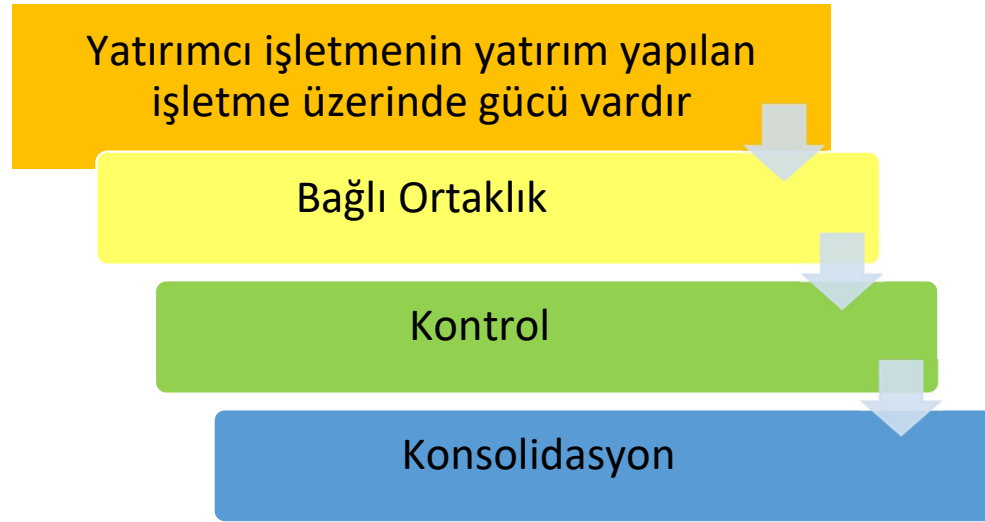 Yatırımcı işletmenin yatırım yapılan
işletme üzerinde gücü vardır
Bağlı Ortaklık
Kontrol
Konsolidasyon